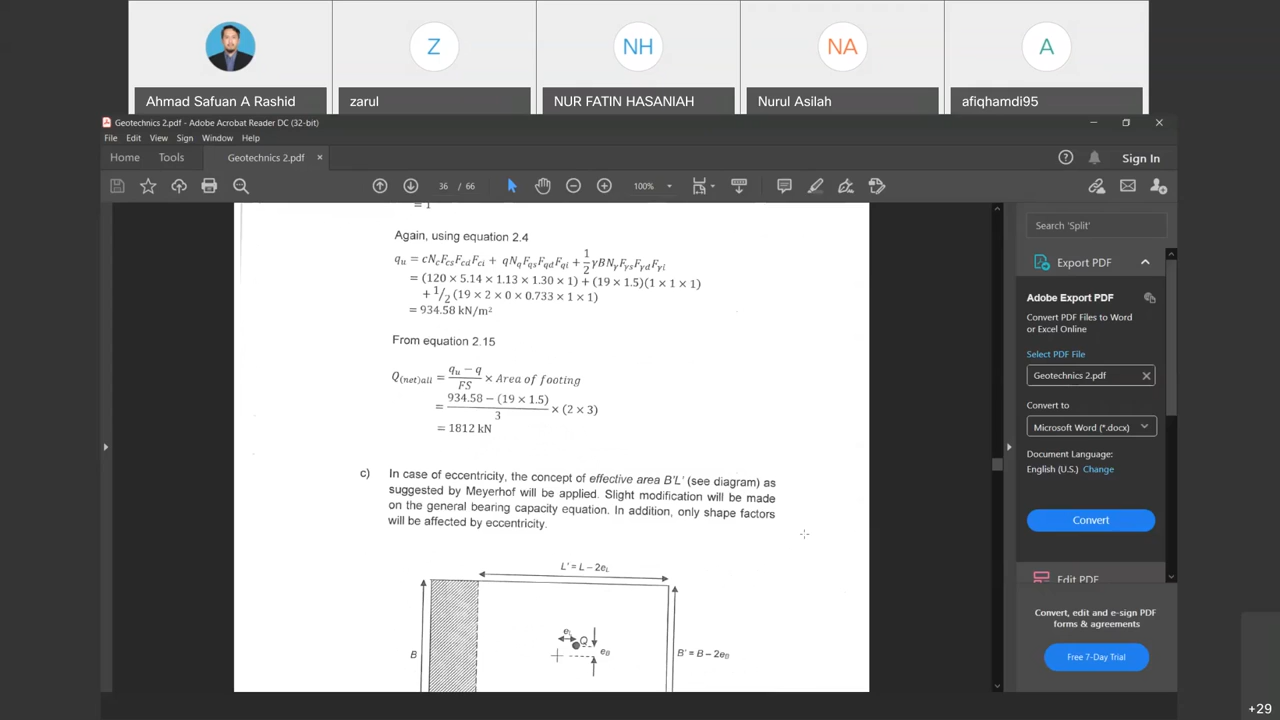 Z
NH
NA
A
Ahmad Safuan A Rashid
zarul
NUR FATIN HASANIAH
Nurul Asilah
afiqhamdi95
Geotechnics 2.pdf - Adobe Acrobat Reader DC (32-bit)
File Edit View Sign Window Help
Home Tools Geotechnics 2.pdf ×
Sign In
36 / 66
100%
= 1
Again, using equation 2.4
qᵤ = cN_cF_csF_cdF_ci + qN_qF_qsF_qdF_qi + 1/2 γBN_γF_γsF_γdF_γi
= (120 × 5.14 × 1.13 × 1.30 × 1) + (19 × 1.5)(1 × 1 × 1)
+ 1/2 (19 × 2 × 0 × 0.733 × 1 × 1)
= 934.58 kN/m²
From equation 2.15
Q_(net)all = (qᵤ − q)/FS × Area of footing
= (934.58 − (19 × 1.5))/3 × (2 × 3)
= 1812 kN
c) In case of eccentricity, the concept of effective area B'L' (see diagram) as
suggested by Meyerhof will be applied. Slight modification will be made
on the general bearing capacity equation. In addition, only shape factors
will be affected by eccentricity.
L' = L − 2e_L
e_L
Q
e_B
B
B' = B − 2e_B
Search 'Split'
Export PDF
Adobe Export PDF
Convert PDF Files to Word
or Excel Online
Select PDF File
Geotechnics 2.pdf
Convert to
Microsoft Word (*.docx)
Document Language:
English (U.S.) Change
Convert
Edit PDF
Convert, edit and e-sign PDF
forms & agreements
Free 7-Day Trial
+29